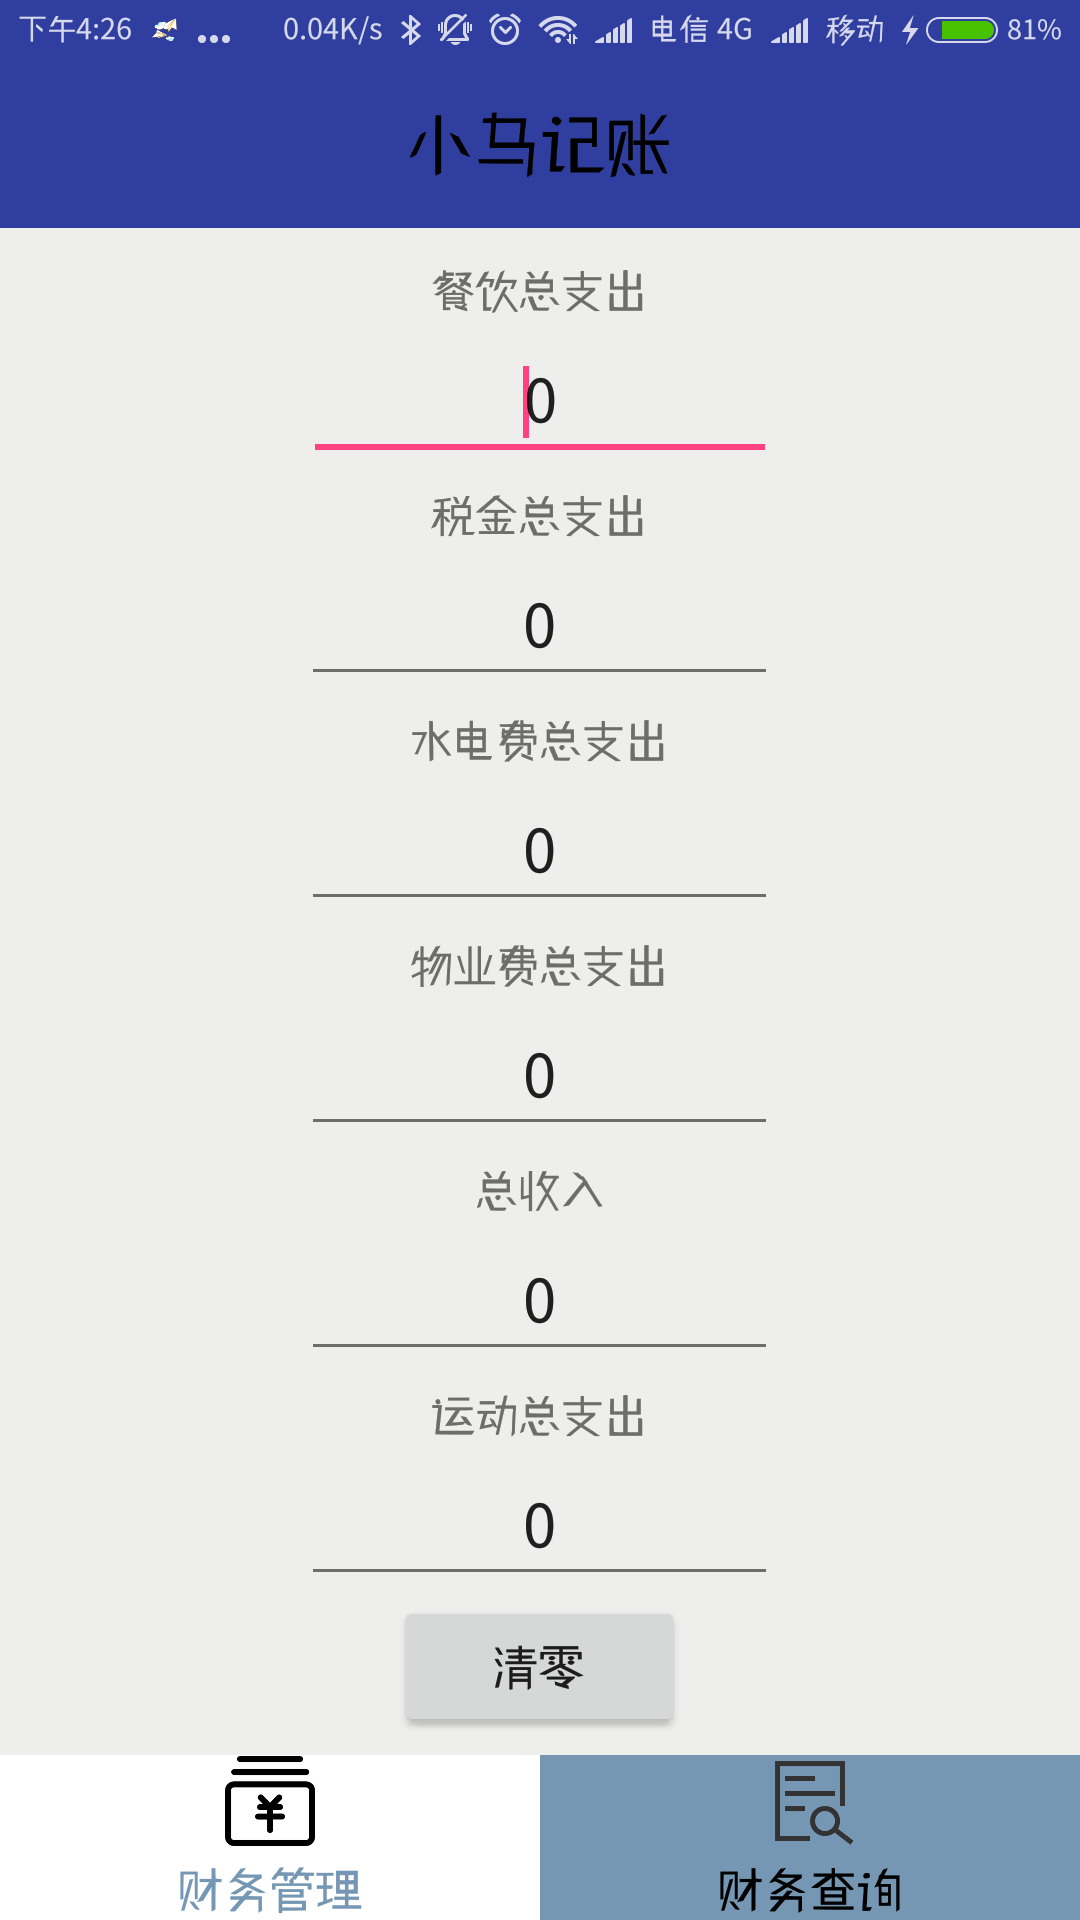 下午4:26 ... 0.04K/s 电信 4G 移动 81%
小马记账
餐饮总支出
0
税金总支出
0
水电费总支出
0
物业费总支出
0
总收入
0
运动总支出
0
清零
财务管理 财务查询